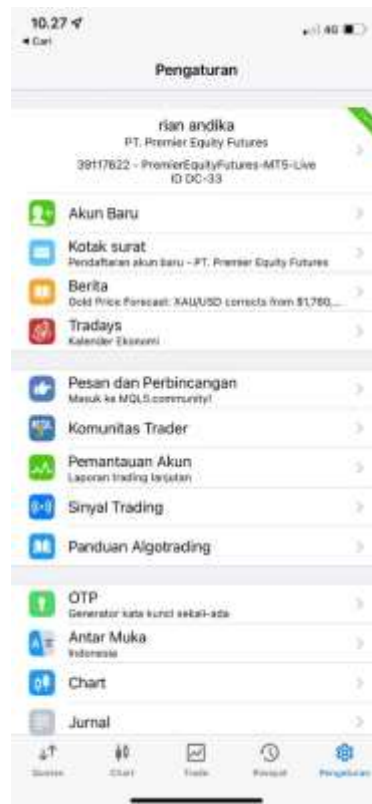 10.27
Cari
4G
Pengaturan
rian andika
PT. Premier Equity Futures
39117622 - PremierEquityFutures-MT5-Live
ID DC-33
Akun Baru
Kotak surat
Pendaftaran akun baru - PT. Premier Equity Futures
Berita
Gold Price Forecast: XAU/USD corrects from $1,780,...
Tradays
Kalender Ekonomi
Pesan dan Perbincangan
Masuk ke MQL5.community!
Komunitas Trader
Pemantauan Akun
Laporan trading lanjutan
Sinyal Trading
Panduan Algotrading
OTP
Generator kata kunci sekali-ada
Antar Muka
Indonesia
Chart
Jurnal
Quotes
Chart
Trade
Riwayat
Pengaturan